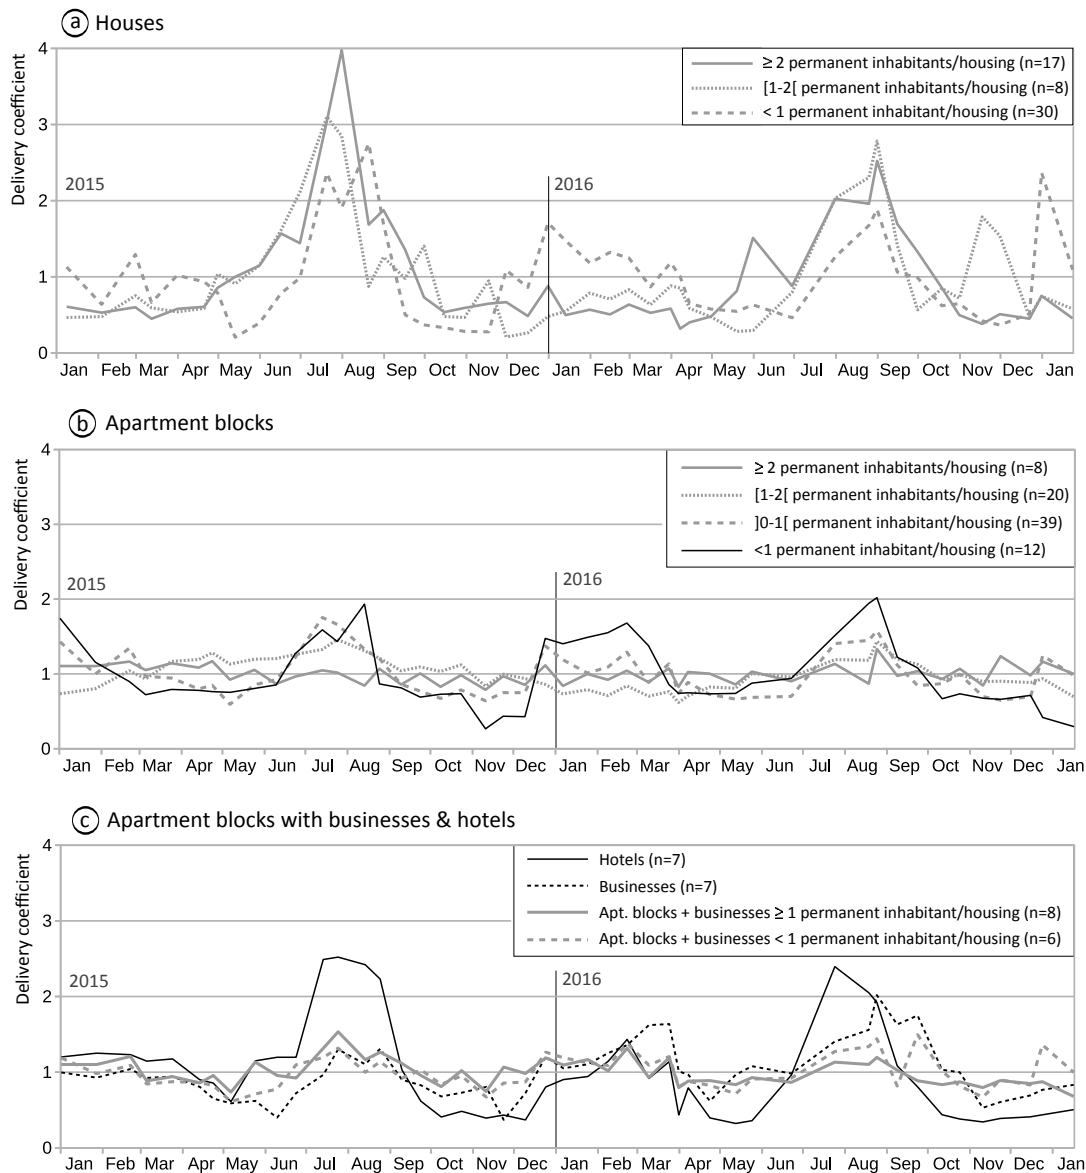 a Houses
Delivery coefficient
4
3
2
1
0
≥ 2 permanent inhabitants/housing (n=17)
[1-2[ permanent inhabitants/housing (n=8)
< 1 permanent inhabitant/housing (n=30)
2015
2016
Jan Feb Mar Apr May Jun Jul Aug Sep Oct Nov Dec Jan Feb Mar Apr May Jun Jul Aug Sep Oct Nov Dec Jan
b Apartment blocks
Delivery coefficient
4
3
2
1
0
≥ 2 permanent inhabitants/housing (n=8)
[1-2[ permanent inhabitants/housing (n=20)
]0-1[ permanent inhabitant/housing (n=39)
<1 permanent inhabitant/housing (n=12)
2015
2016
Jan Feb Mar Apr May Jun Jul Aug Sep Oct Nov Dec Jan Feb Mar Apr May Jun Jul Aug Sep Oct Nov Dec Jan
c Apartment blocks with businesses & hotels
Delivery coefficient
4
3
2
1
0
Hotels (n=7)
Businesses (n=7)
Apt. blocks + businesses ≥ 1 permanent inhabitant/housing (n=8)
Apt. blocks + businesses < 1 permanent inhabitant/housing (n=6)
2015
2016
Jan Feb Mar Apr May Jun Jul Aug Sep Oct Nov Dec Jan Feb Mar Apr May Jun Jul Aug Sep Oct Nov Dec Jan